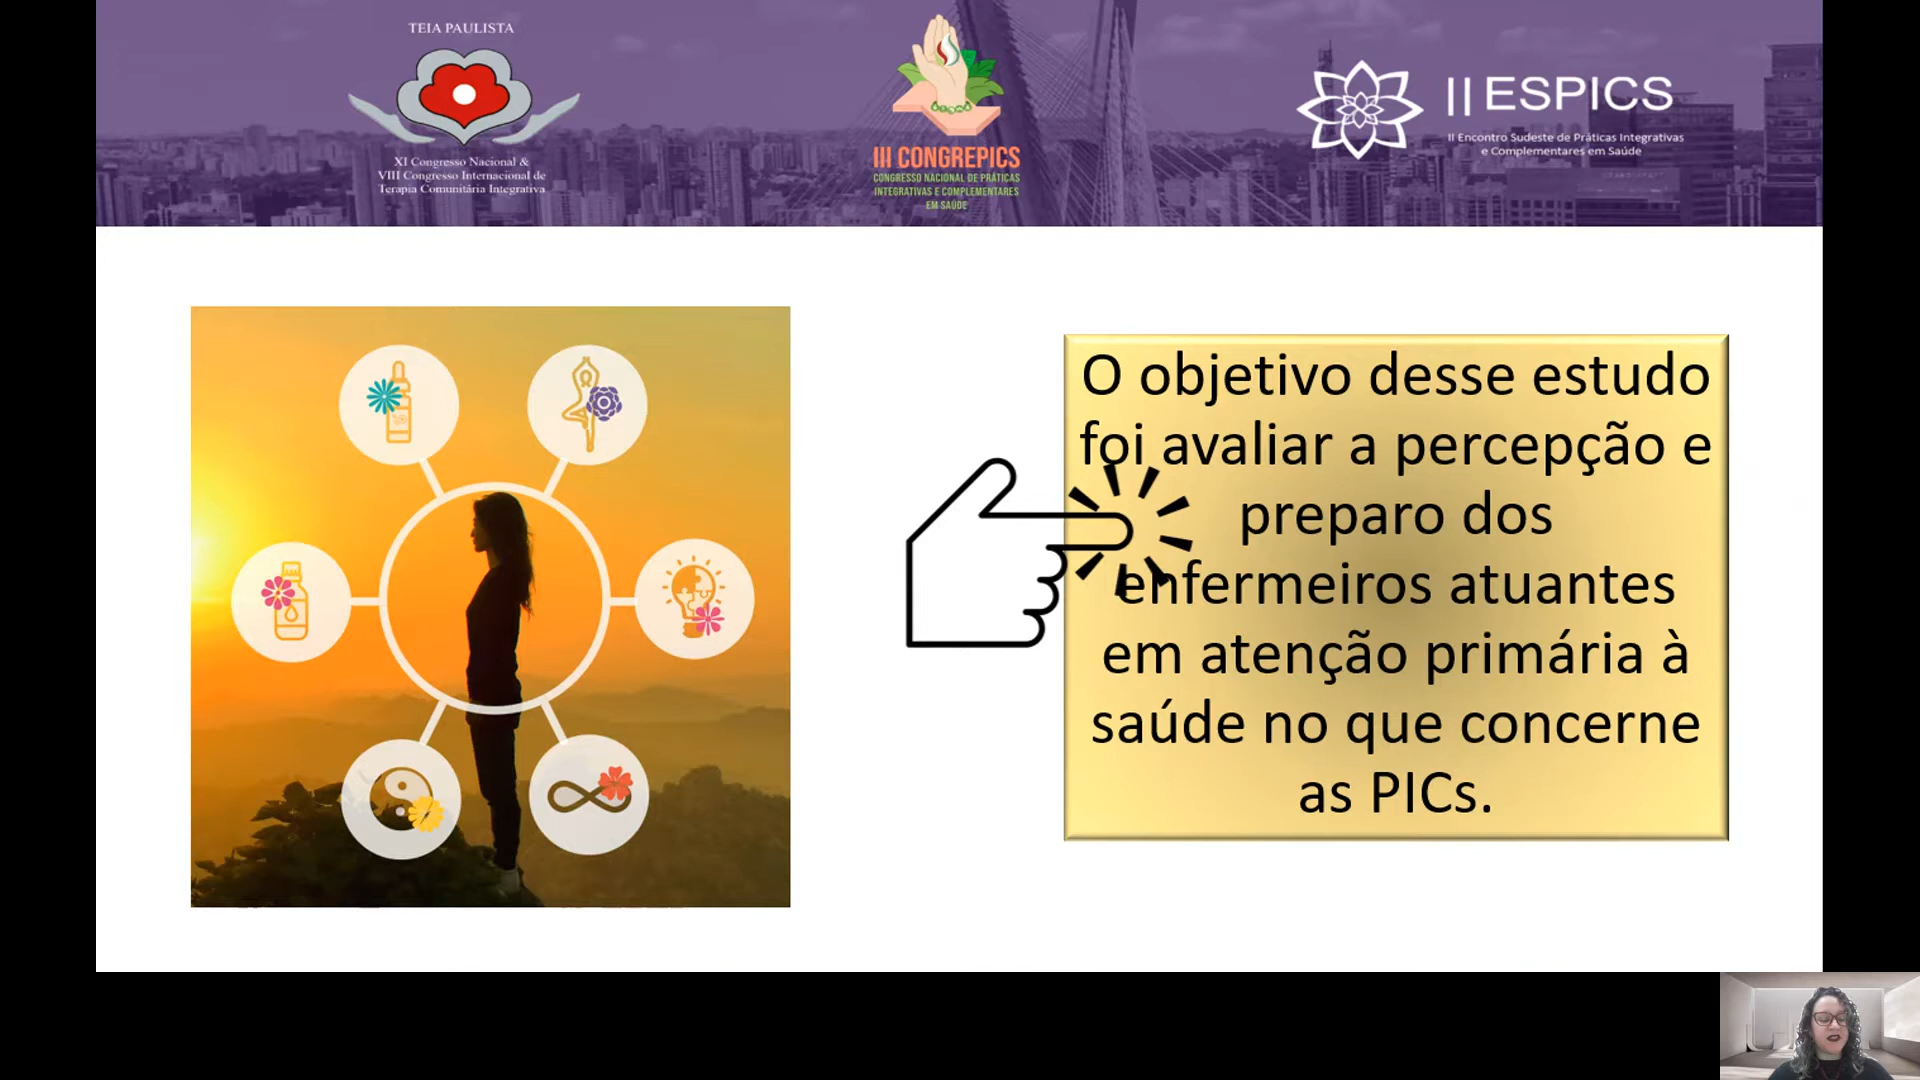 TEIA PAULISTA
XI Congresso Nacional &
VIII Congresso Internacional de
Terapia Comunitária Integrativa
III CONGREPICS
CONGRESSO NACIONAL DE PRÁTICAS
INTEGRATIVAS E COMPLEMENTARES
EM SAÚDE
II ESPICS
II Encontro Sudeste de Práticas Integrativas
e Complementares em Saúde
O objetivo desse estudo
foi avaliar a percepção e
preparo dos
enfermeiros atuantes
em atenção primária à
saúde no que concerne
as PICs.